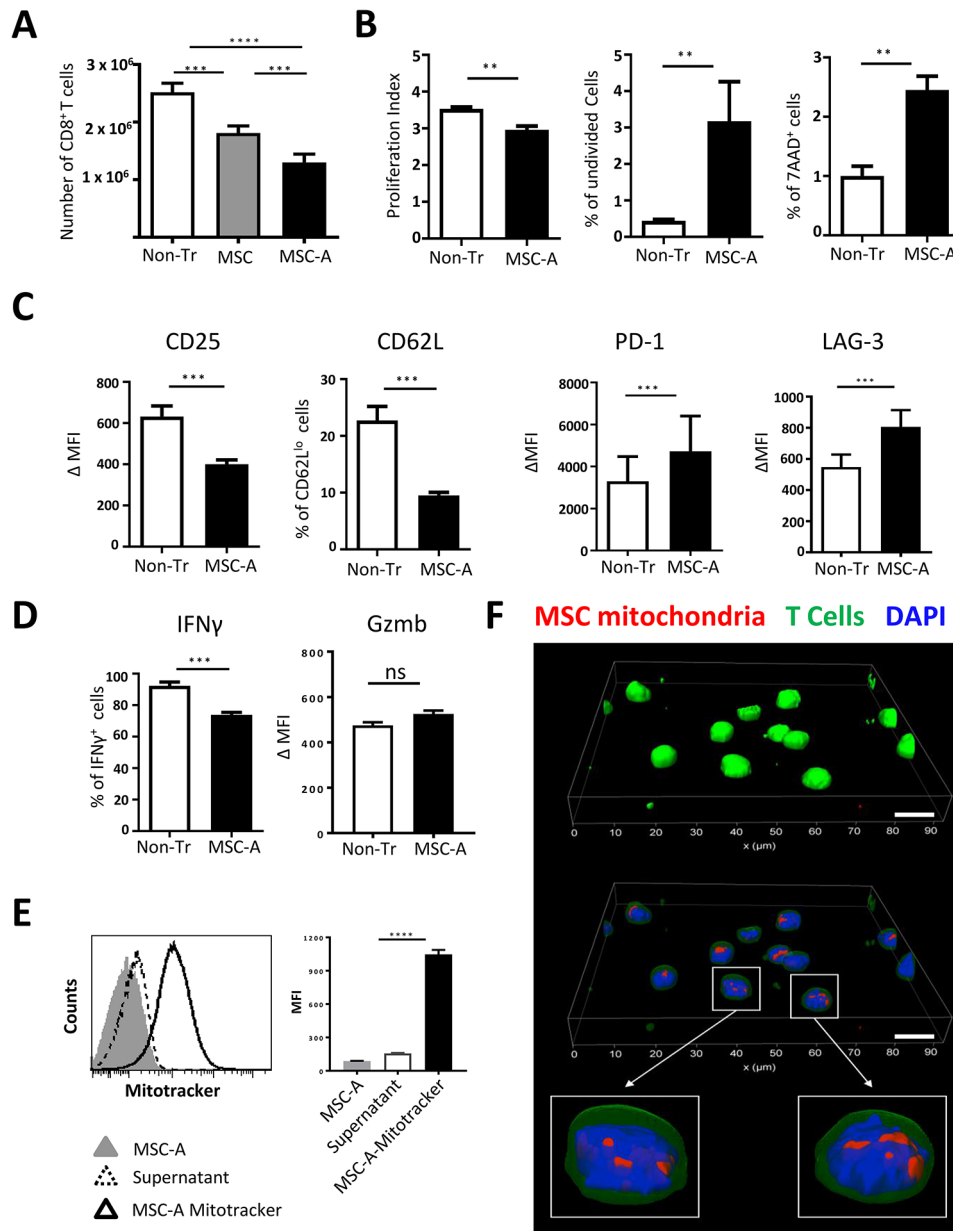 A
Number of CD8⁺ T cells
3 x 10⁶
2 x 10⁶
1 x 10⁶
****
***
***
Non-Tr
MSC
MSC-A
B
Proliferation Index
5
4
3
2
1
0
**
Non-Tr
MSC-A
% of undivided Cells
5
4
3
2
1
0
**
Non-Tr
MSC-A
% of 7AAD⁺ cells
3
2
1
0
**
Non-Tr
MSC-A
C
CD25
Δ MFI
800
600
400
200
0
***
Non-Tr
MSC-A
CD62L
% of CD62Lˡᵒ cells
30
20
10
0
***
Non-Tr
MSC-A
PD-1
ΔMFI
8000
6000
4000
2000
0
***
Non-Tr
MSC-A
LAG-3
ΔMFI
1000
800
600
400
200
0
***
Non-Tr
MSC-A
D
IFNγ
% of IFNγ⁺ cells
100
80
60
40
20
0
***
Non-Tr
MSC-A
Gzmb
Δ MFI
800
600
400
200
0
ns
Non-Tr
MSC-A
E
Counts
Mitotracker
MSC-A
Supernatant
MSC-A Mitotracker
MFI
1200
900
600
300
0
****
MSC-A
Supernatant
MSC-A-Mitotracker
F
MSC mitochondria T Cells DAPI
0 10 20 30 40 50 60 70 80 90
x (µm)
0 10 20 30 40 50 60 70 80 90
x (µm)